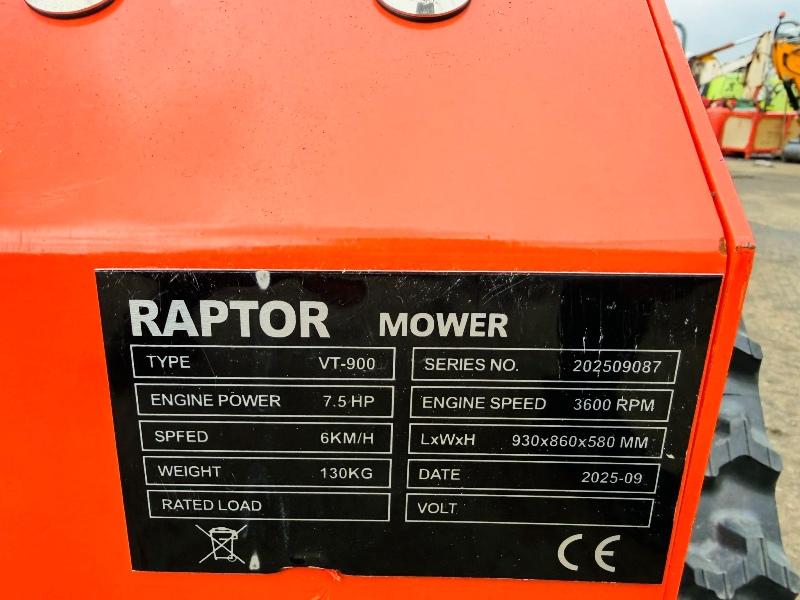 RAPTOR MOWER
TYPE VT-900 SERIES NO. 202509087
ENGINE POWER 7.5 HP ENGINE SPEED 3600 RPM
SPFED 6KM/H LxWxH 930x860x580 MM
WEIGHT 130KG DATE 2025-09
RATED LOAD VOLT
CE